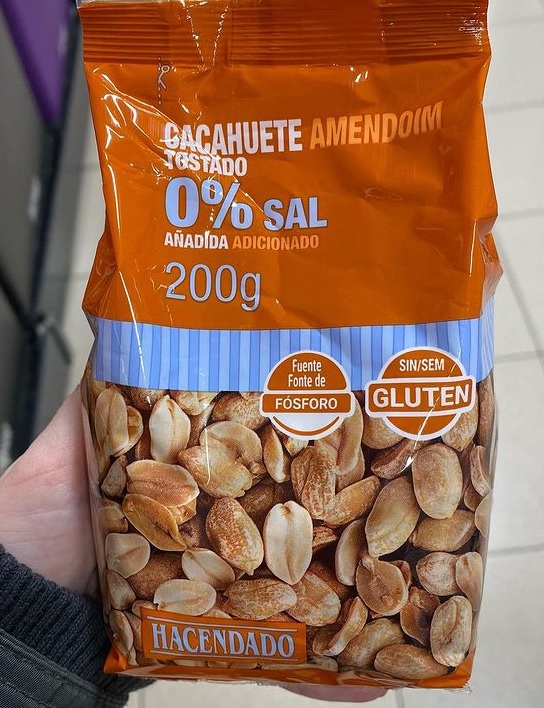 CACAHUETE AMENDOIM
TOSTADO
0% SAL
AÑADIDA ADICIONADO
200g
Fuente
Fonte de
FÓSFORO
SIN/SEM
GLUTEN
HACENDADO